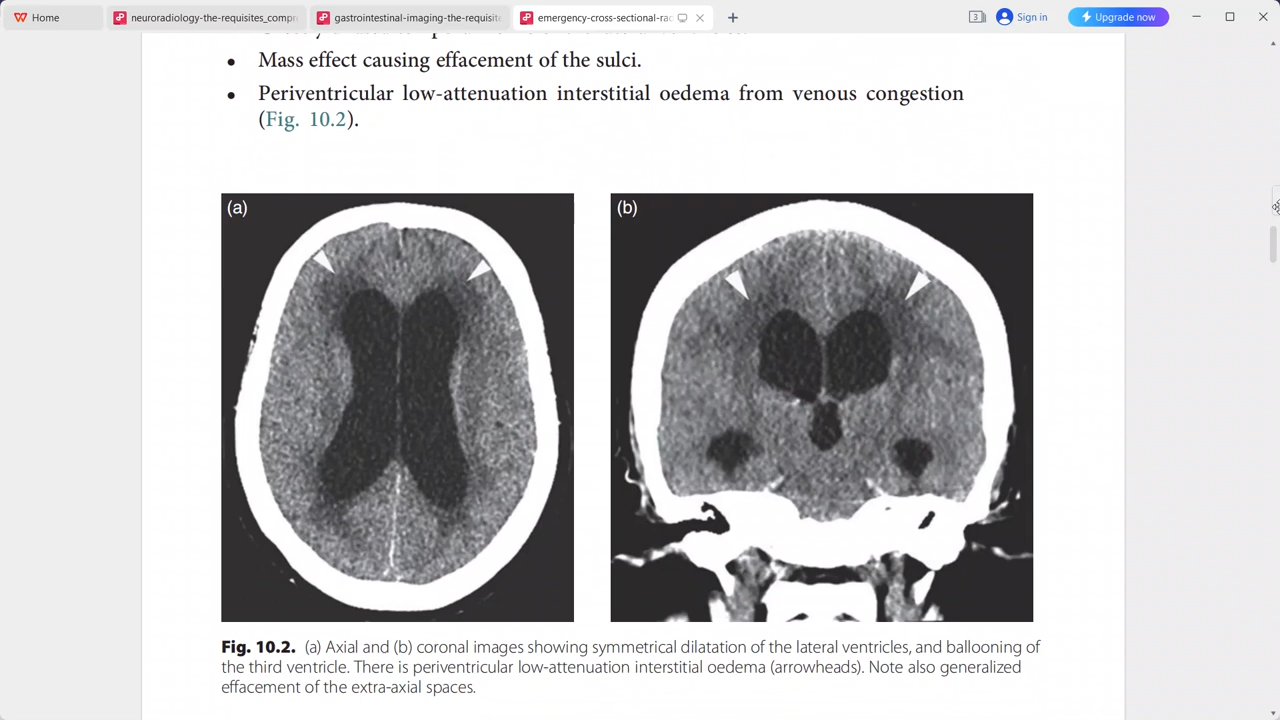 Home
neuroradiology-the-requisites_compr
gastrointestinal-imaging-the-requisite
emergency-cross-sectional-rac
3
Sign in
Upgrade now
• Mass effect causing effacement of the sulci.
• Periventricular low-attenuation interstitial oedema from venous congestion
(Fig. 10.2).
(a)
(b)
Fig. 10.2. (a) Axial and (b) coronal images showing symmetrical dilatation of the lateral ventricles, and ballooning of
the third ventricle. There is periventricular low-attenuation interstitial oedema (arrowheads). Note also generalized
effacement of the extra-axial spaces.